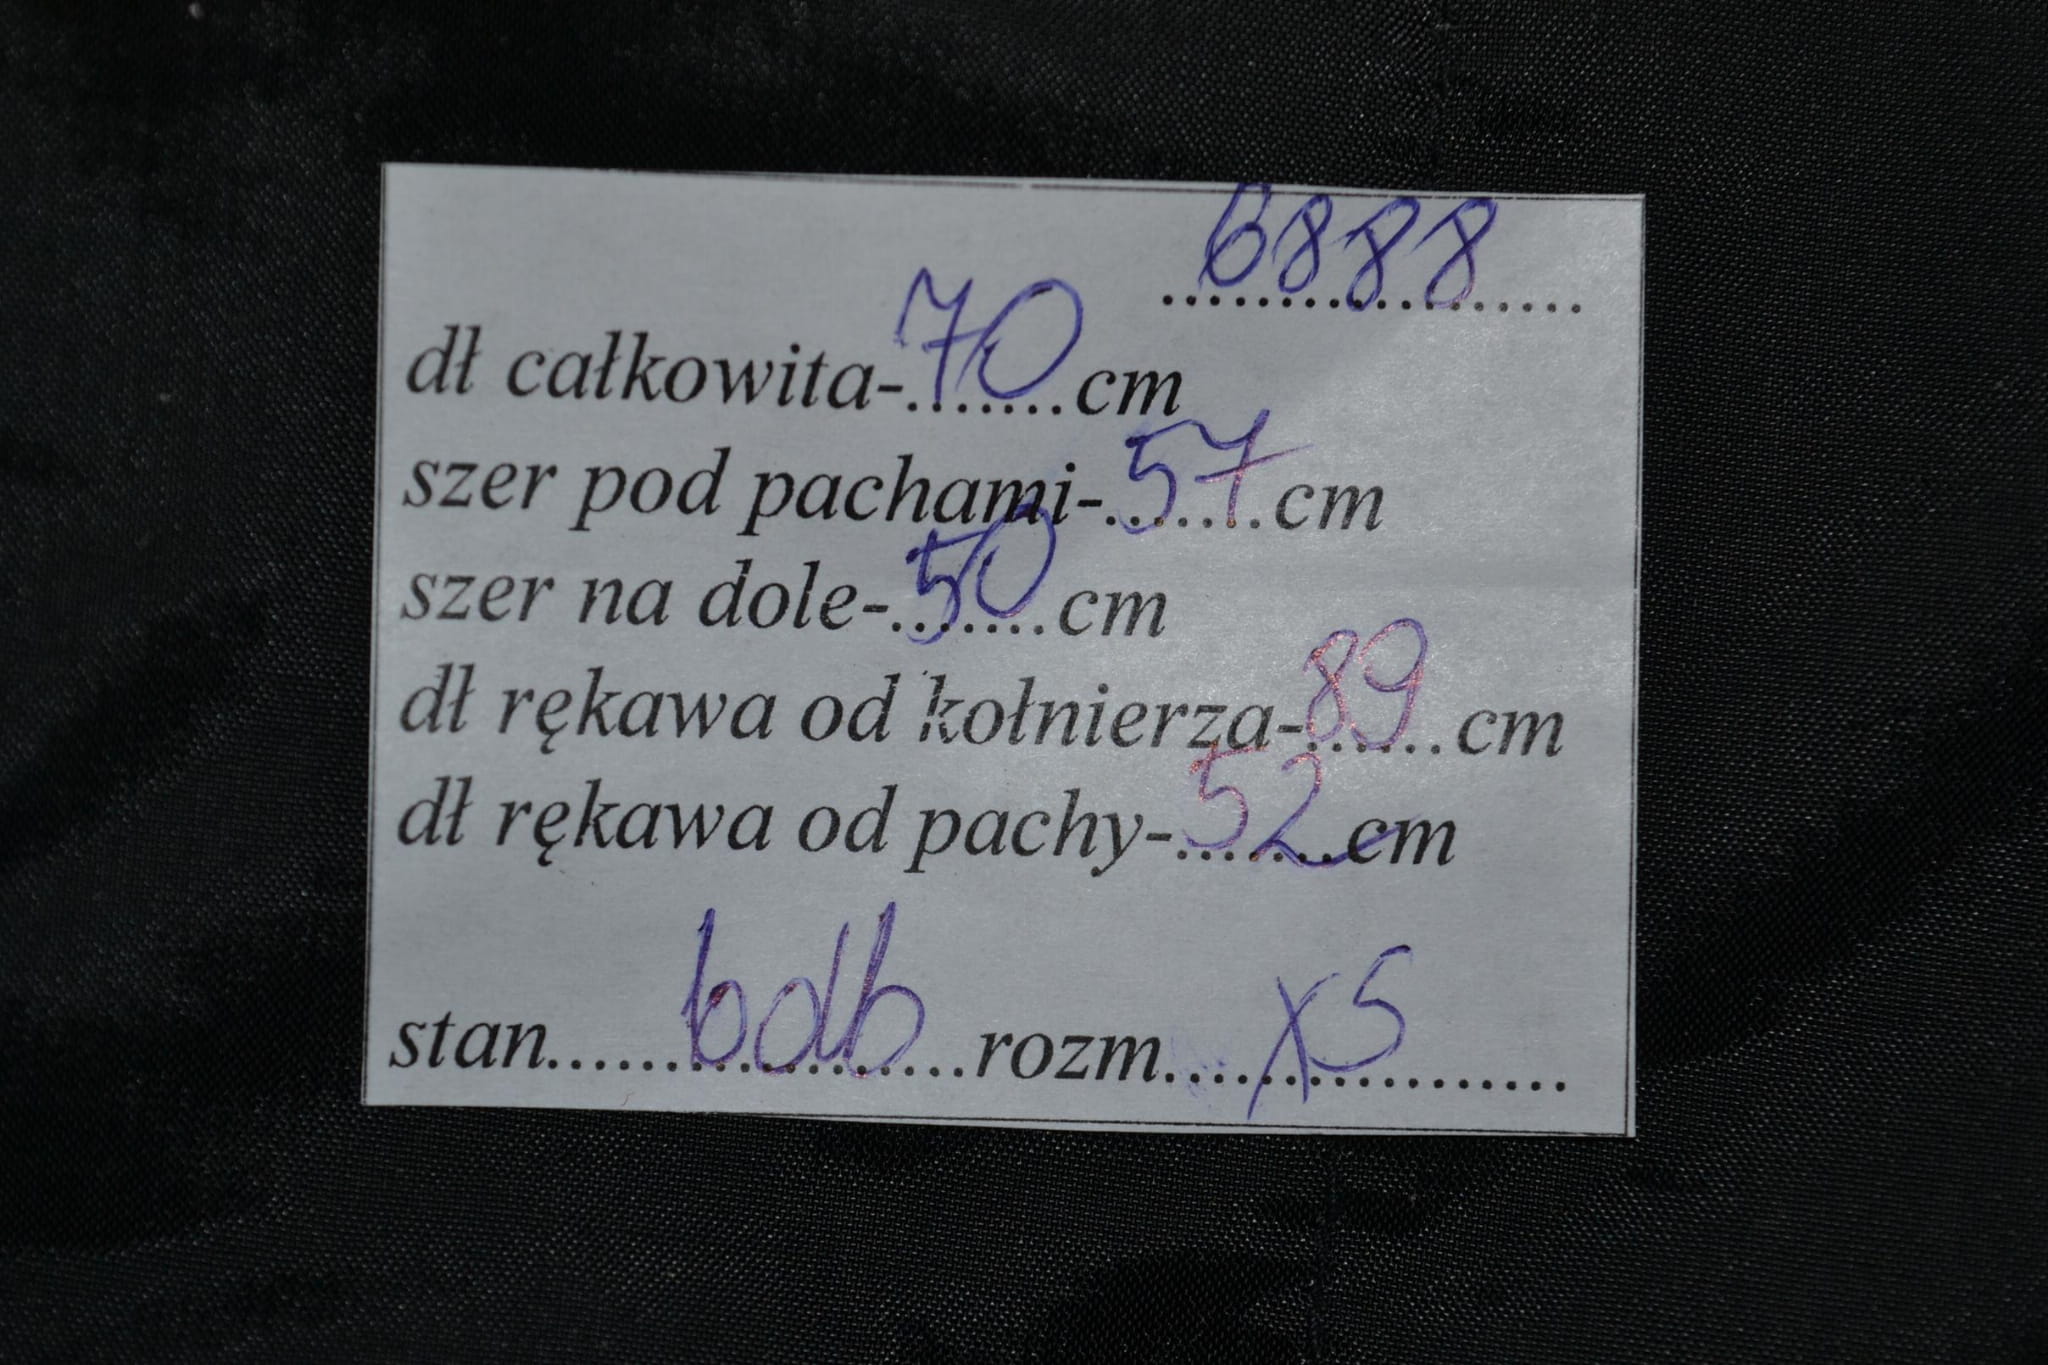 6888
dł całkowita-70cm
szer pod pachami-57cm
szer na dole-50cm
dł rękawa od kołnierza-89cm
dł rękawa od pachy-52cm
stan.......bdb.......rozm.......XS.......